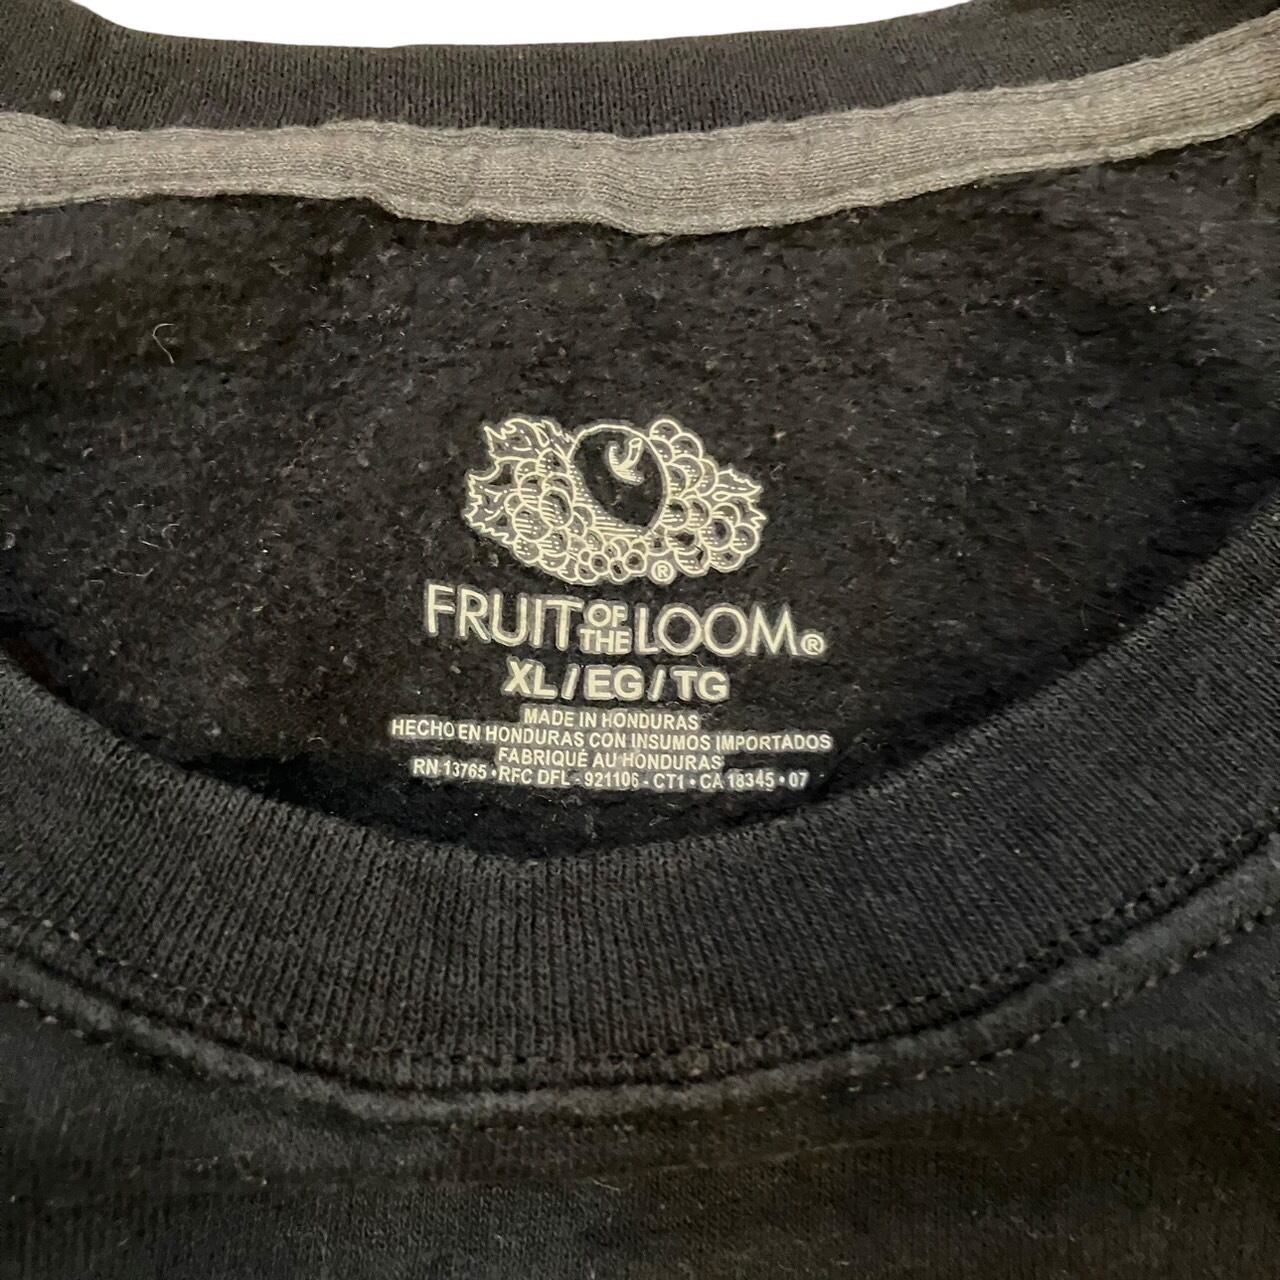 ®
FRUIT OF THE LOOM®
XL / EG / TG
MADE IN HONDURAS
HECHO EN HONDURAS CON INSUMOS IMPORTADOS
FABRIQUÉ AU HONDURAS
RN 13765 • RFC DFL - 921106 - CT1 • CA 18345 • 07